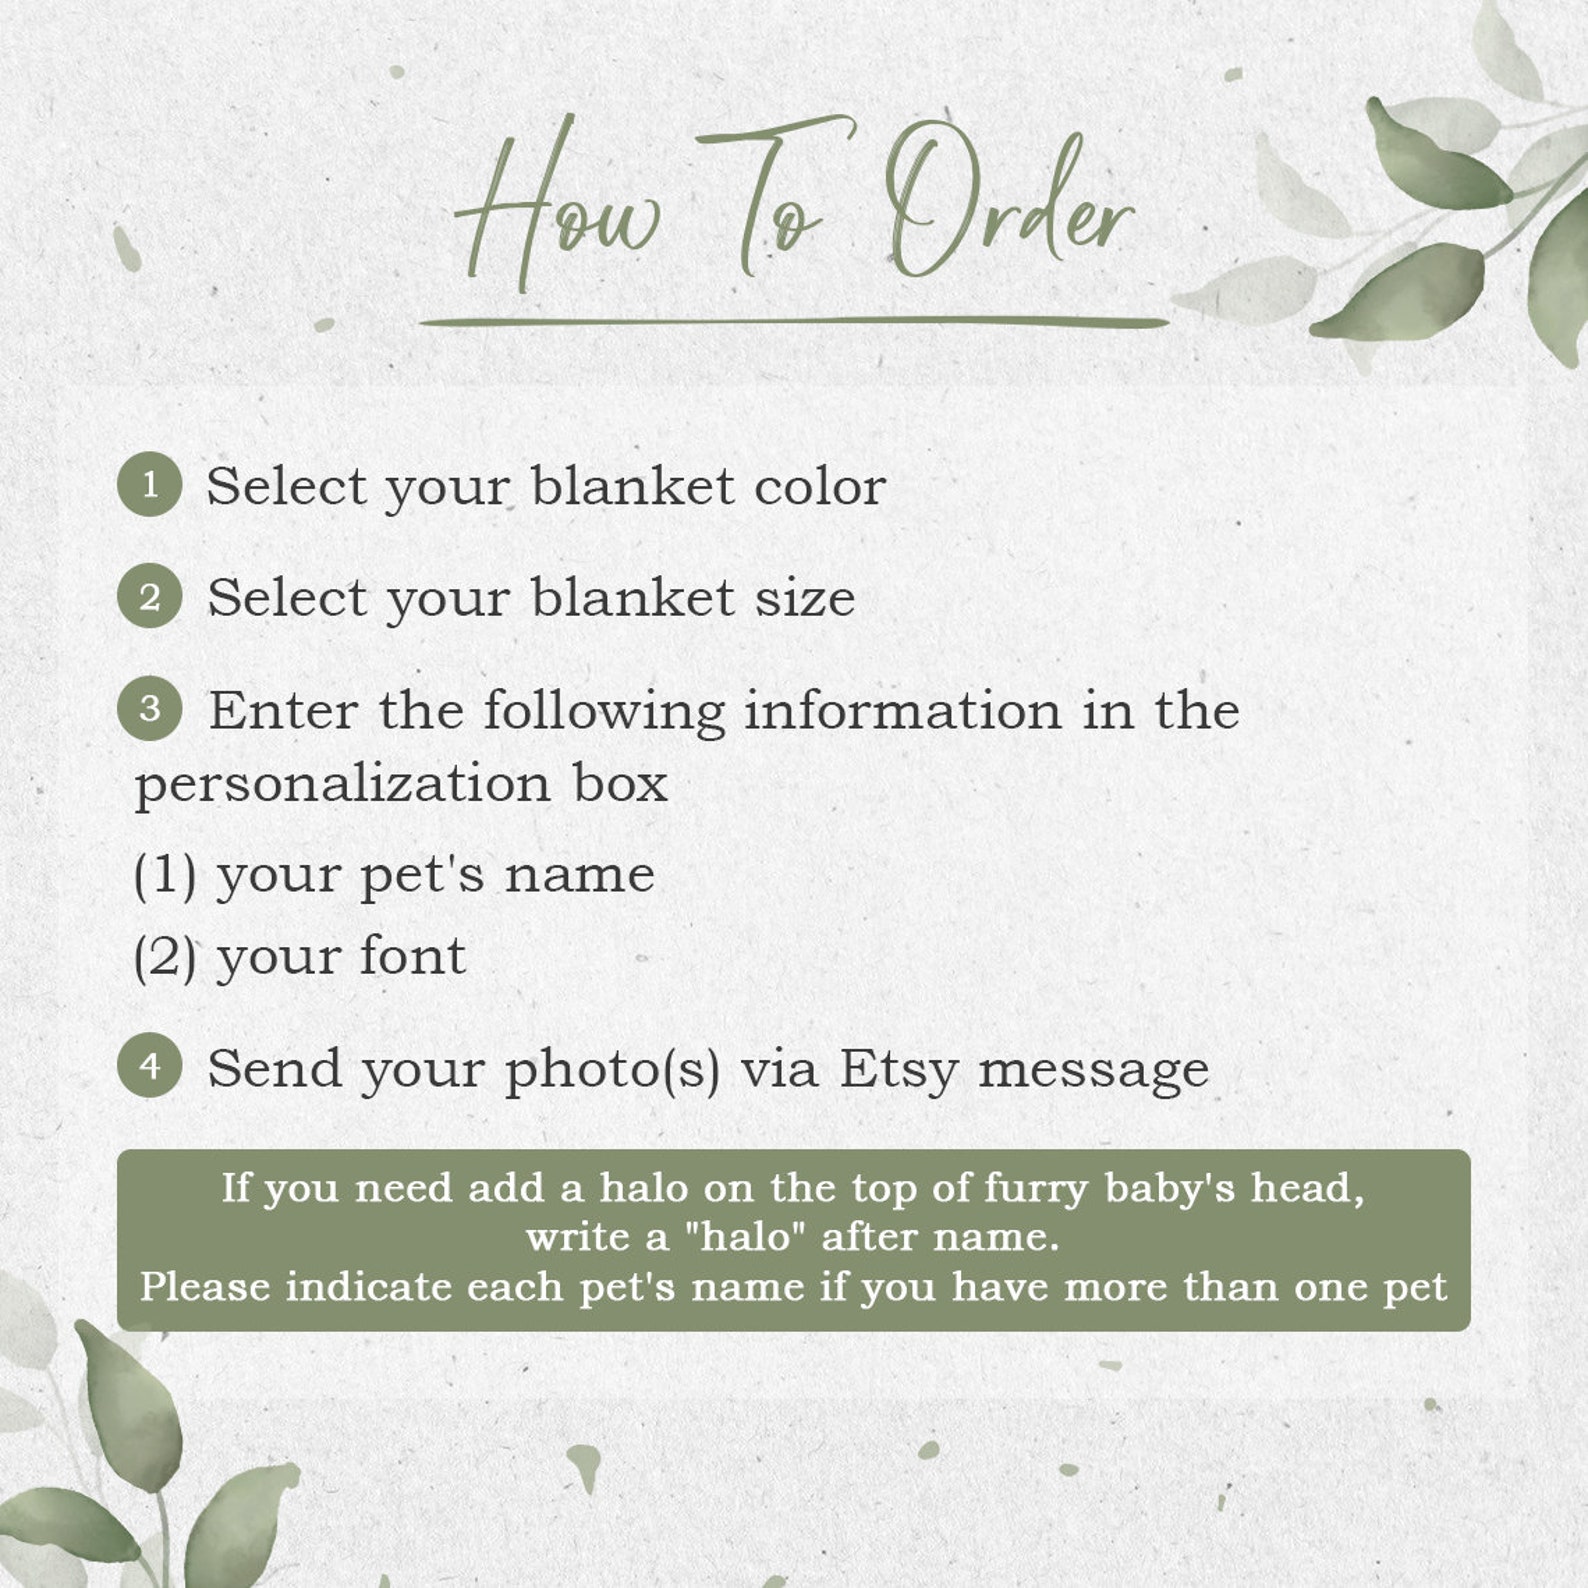 How To Order
1 Select your blanket color
2 Select your blanket size
3 Enter the following information in the
personalization box
(1) your pet's name
(2) your font
4 Send your photo(s) via Etsy message
If you need add a halo on the top of furry baby's head,
write a "halo" after name.
Please indicate each pet's name if you have more than one pet